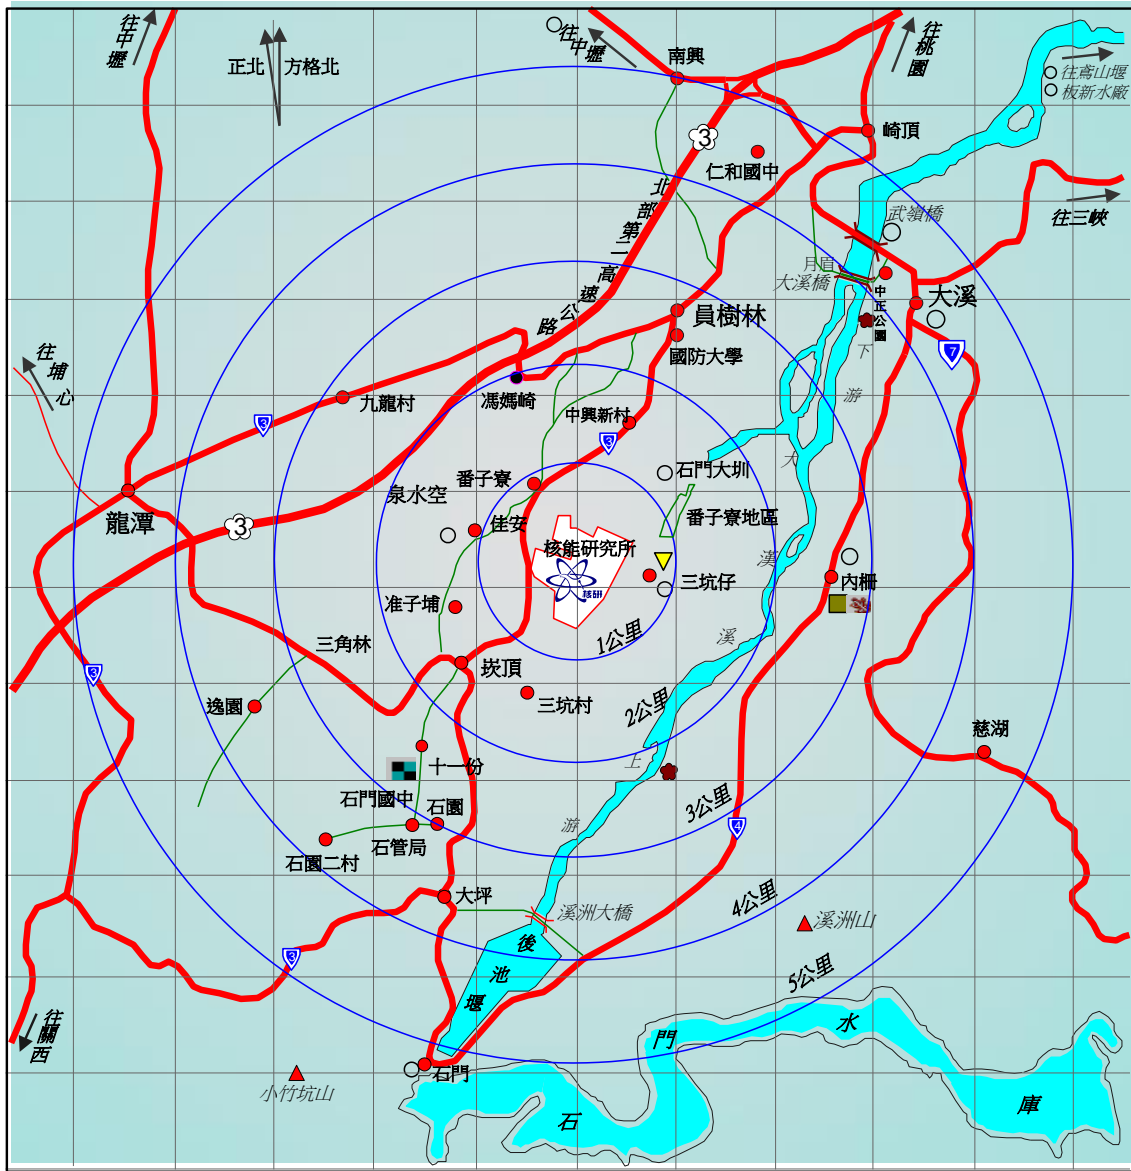 往中壢
正北
方格北
往中壢
南興
往桃園
往鳶山堰
板新水廠
崎頂
3
仁和國中
往三峽
北部第二高速公路
武嶺橋
月眉
大溪橋
中正公園
大溪
員樹林
國防大學
下游
7
往埔心
馮媽崎
九龍村
3
中興新村
3
大漢溪
石門大圳
番子寮
泉水空
番子寮地區
龍潭
3
佳安
核能研究所
核研
三坑仔
內柵
准子埔
1公里
三角林
崁頂
3
逸園
三坑村
2公里
慈湖
上游
十一份
石門國中
石園
3公里
4
石管局
石園二村
大坪
溪洲大橋
4公里
溪洲山
後池堰
3
5公里
往關西
石門
小竹坑山
石門水庫